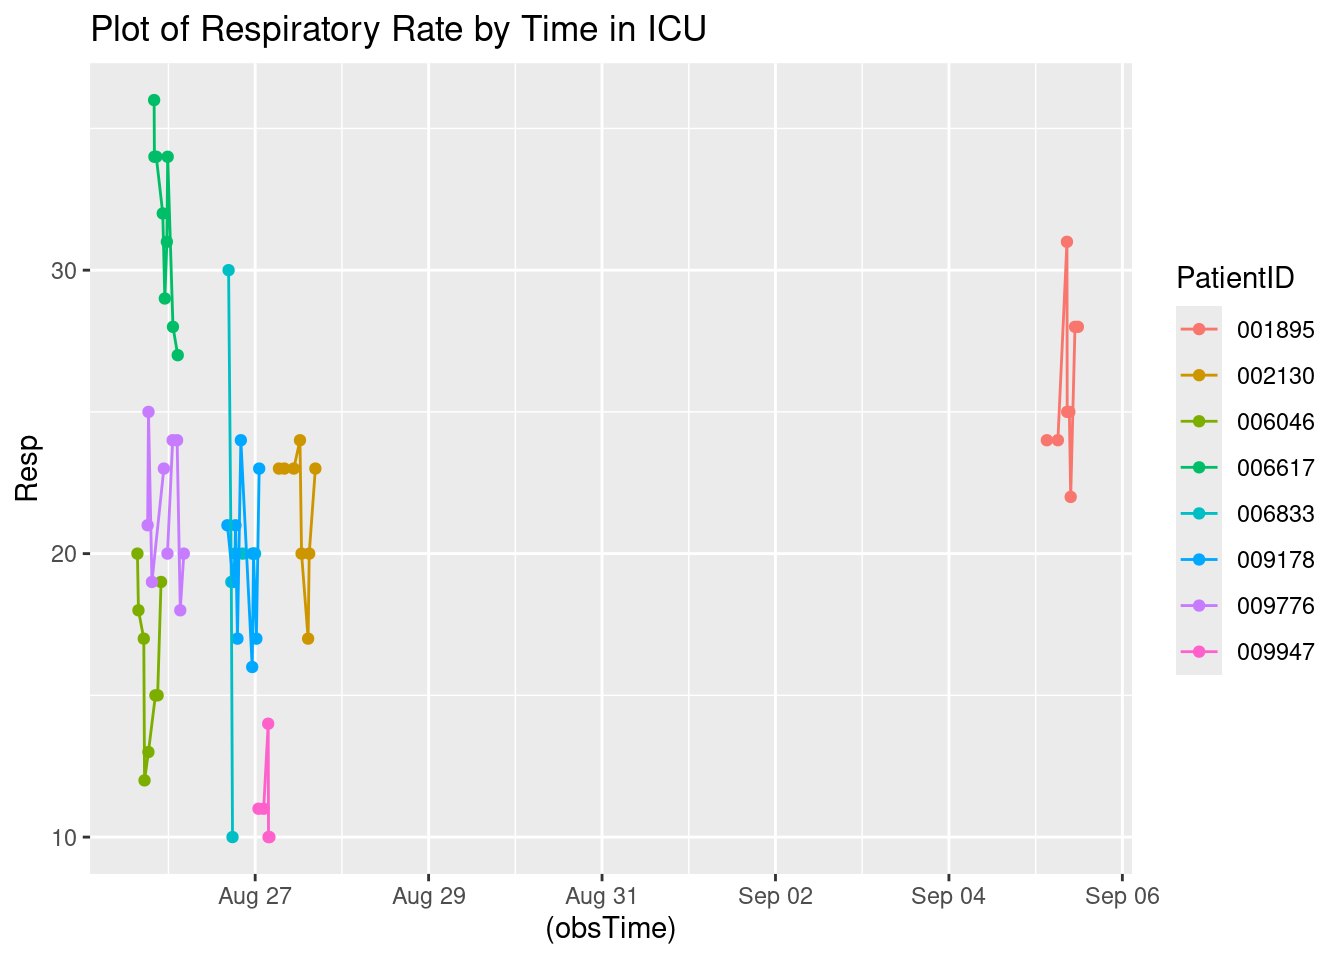 Plot of Respiratory Rate by Time in ICU
Resp
30
20
10
Aug 27 Aug 29 Aug 31 Sep 02 Sep 04 Sep 06
(obsTime)
PatientID
001895
002130
006046
006617
006833
009178
009776
009947